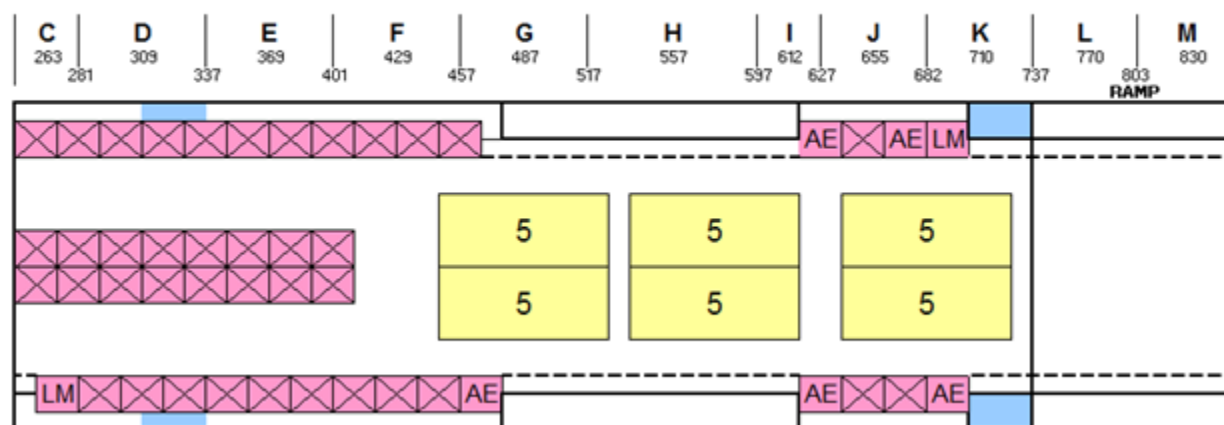 C D E F G H I J K L M
263 309 369 429 487 557 612 655 710 770 830
281 337 401 457 517 597 627 682 737 803
RAMP
AE AE LM
5 5 5
5 5 5
LM AE AE AE